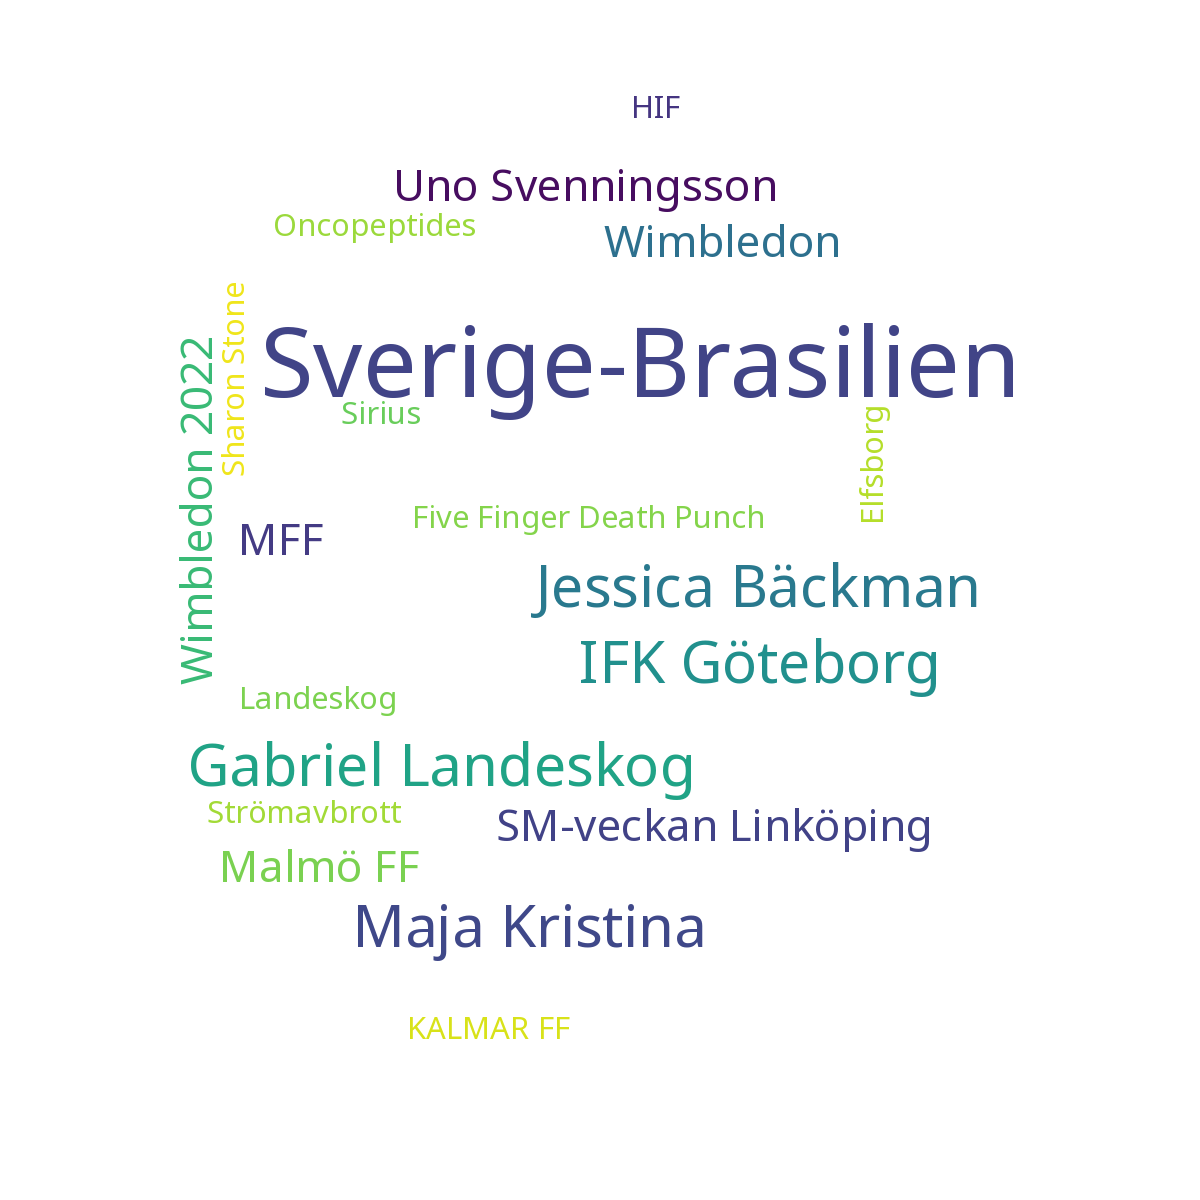 HIF
Uno Svenningsson
Oncopeptides
Wimbledon
Sharon Stone
Sverige-Brasilien
Wimbledon 2022
Sirius
Elfsborg
Five Finger Death Punch
MFF
Jessica Bäckman
IFK Göteborg
Landeskog
Gabriel Landeskog
Strömavbrott
SM-veckan Linköping
Malmö FF
Maja Kristina
KALMAR FF